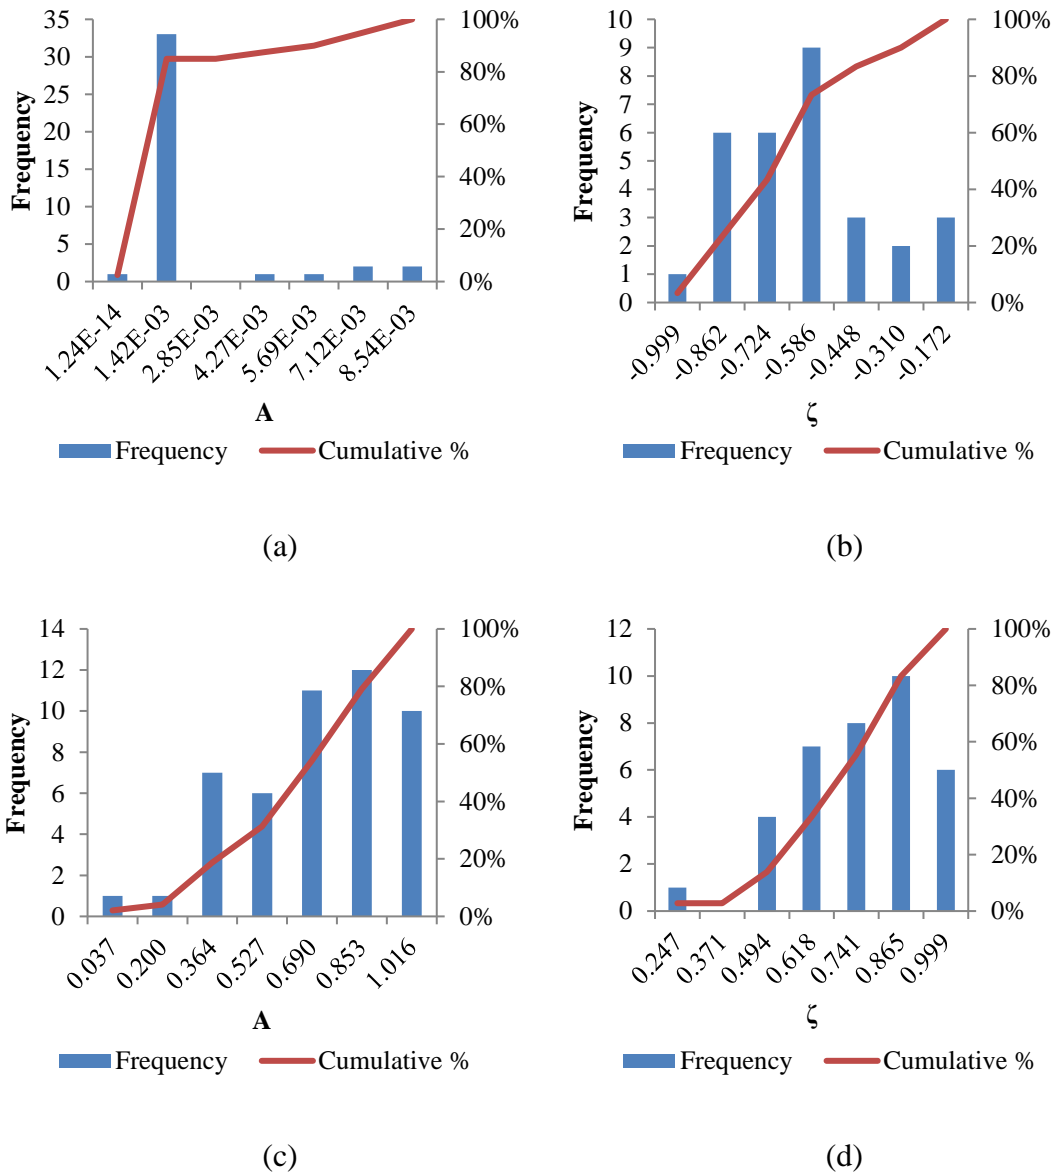 35
30
25
20
15
10
5
0
Frequency
100%
80%
60%
40%
20%
0%
1.24E-14
1.42E-03
2.85E-03
4.27E-03
5.69E-03
7.12E-03
8.54E-03
A
Frequency
Cumulative %
(a)
10
9
8
7
6
5
4
3
2
1
0
Frequency
100%
80%
60%
40%
20%
0%
-0.999
-0.862
-0.724
-0.586
-0.448
-0.310
-0.172
ζ
Frequency
Cumulative %
(b)
14
12
10
8
6
4
2
0
Frequency
100%
80%
60%
40%
20%
0%
0.037
0.200
0.364
0.527
0.690
0.853
1.016
A
Frequency
Cumulative %
(c)
12
10
8
6
4
2
0
Frequency
100%
80%
60%
40%
20%
0%
0.247
0.371
0.494
0.618
0.741
0.865
0.999
ζ
Frequency
Cumulative %
(d)